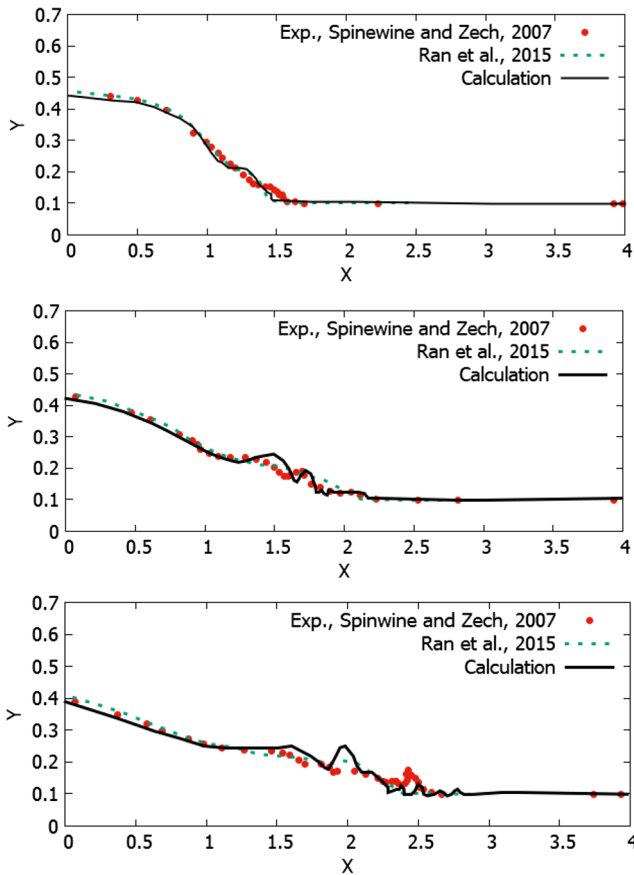 0.7
Exp., Spinewine and Zech, 2007
0.6
Ran et al., 2015
0.5
Calculation
0.4
Y
0.3
0.2
0.1
0
0 0.5 1 1.5 2 2.5 3 3.5 4
X
0.7
Exp., Spinewine and Zech, 2007
0.6
Ran et al., 2015
0.5
Calculation
0.4
Y
0.3
0.2
0.1
0
0 0.5 1 1.5 2 2.5 3 3.5 4
X
0.7
Exp., Spinwine and Zech, 2007
0.6
Ran et al., 2015
0.5
Calculation
0.4
Y
0.3
0.2
0.1
0
0 0.5 1 1.5 2 2.5 3 3.5 4
X